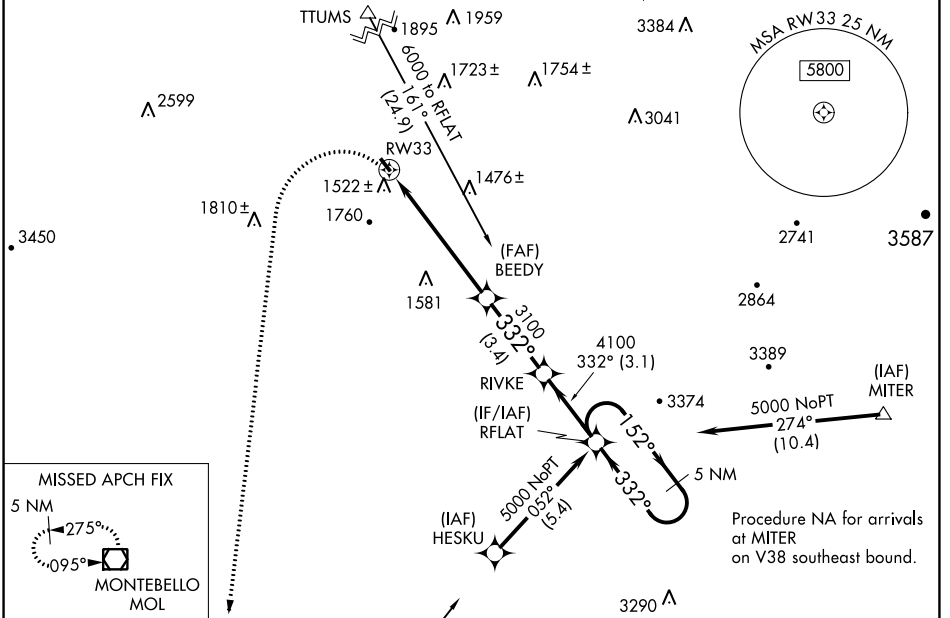 TTUMS
1895
1959
3384
MSA RW33 25 NM
5800
6000 to RFLAT
161°
(24.9)
1723 ±
1754 ±
2599
3041
RW33
1522 ±
1476 ±
1810 ±
1760
3450
2741
3587
(FAF)
BEEDY
1581
2864
3100
332°
(3.4)
4100
332° (3.1)
3389
RIVKE
(IAF)
MITER
3374
5000 NoPT
274°
(10.4)
(IF/IAF)
RFLAT
152°
332°
5 NM
MISSED APCH FIX
5 NM
275°
095°
MONTEBELLO
MOL
5000 NoPT
052°
(5.4)
(IAF)
HESKU
Procedure NA for arrivals
at MITER
on V38 southeast bound.
3290